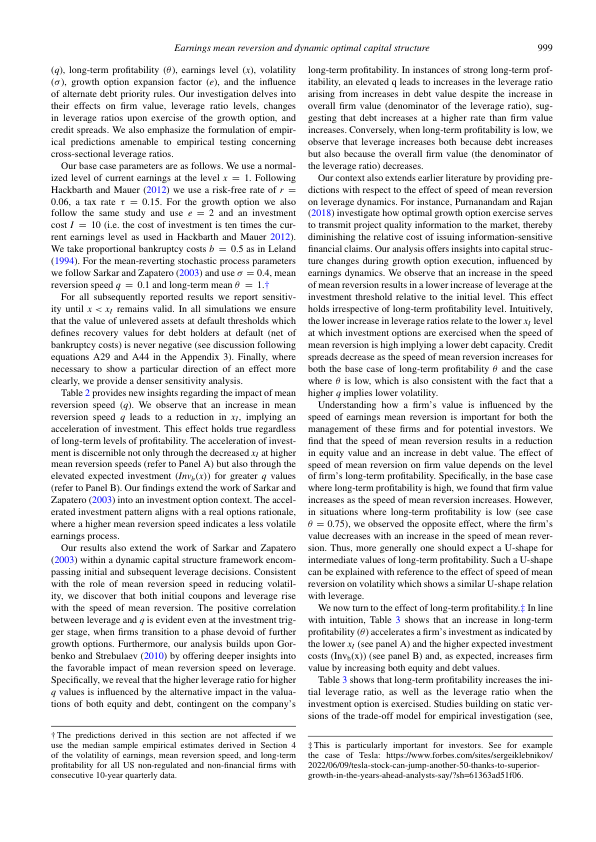 Earnings mean reversion and dynamic optimal capital structure
999
(q), long-term profitability (θ), earnings level (x), volatility
(σ), growth option expansion factor (e), and the influence
of alternate debt priority rules. Our investigation delves into
their effects on firm value, leverage ratio levels, changes
in leverage ratios upon exercise of the growth option, and
credit spreads. We also emphasize the formulation of empir-
ical predictions amenable to empirical testing concerning
cross-sectional leverage ratios.
Our base case parameters are as follows. We use a normal-
ized level of current earnings at the level x = 1. Following
Hackbarth and Mauer (2012) we use a risk-free rate of r =
0.06, a tax rate τ = 0.15. For the growth option we also
follow the same study and use e = 2 and an investment
cost I = 10 (i.e. the cost of investment is ten times the cur-
rent earnings level as used in Hackbarth and Mauer 2012).
We take proportional bankruptcy costs b = 0.5 as in Leland
(1994). For the mean-reverting stochastic process parameters
we follow Sarkar and Zapatero (2003) and use σ = 0.4, mean
reversion speed q = 0.1 and long-term mean θ = 1.†
For all subsequently reported results we report sensitiv-
ity until x < xI remains valid. In all simulations we ensure
that the value of unlevered assets at default thresholds which
defines recovery values for debt holders at default (net of
bankruptcy costs) is never negative (see discussion following
equations A29 and A44 in the Appendix 3). Finally, where
necessary to show a particular direction of an effect more
clearly, we provide a denser sensitivity analysis.
Table 2 provides new insights regarding the impact of mean
reversion speed (q). We observe that an increase in mean
reversion speed q leads to a reduction in xI, implying an
acceleration of investment. This effect holds true regardless
of long-term levels of profitability. The acceleration of invest-
ment is discernible not only through the decreased xI at higher
mean reversion speeds (refer to Panel A) but also through the
elevated expected investment (Invb(x)) for greater q values
(refer to Panel B). Our findings extend the work of Sarkar and
Zapatero (2003) into an investment option context. The accel-
erated investment pattern aligns with a real options rationale,
where a higher mean reversion speed indicates a less volatile
earnings process.
Our results also extend the work of Sarkar and Zapatero
(2003) within a dynamic capital structure framework encom-
passing initial and subsequent leverage decisions. Consistent
with the role of mean reversion speed in reducing volatil-
ity, we discover that both initial coupons and leverage rise
with the speed of mean reversion. The positive correlation
between leverage and q is evident even at the investment trig-
ger stage, when firms transition to a phase devoid of further
growth options. Furthermore, our analysis builds upon Gor-
benko and Strebulaev (2010) by offering deeper insights into
the favorable impact of mean reversion speed on leverage.
Specifically, we reveal that the higher leverage ratio for higher
q values is influenced by the alternative impact in the valua-
tions of both equity and debt, contingent on the company's
† The predictions derived in this section are not affected if we
use the median sample empirical estimates derived in Section 4
of the volatility of earnings, mean reversion speed, and long-term
profitability for all US non-regulated and non-financial firms with
consecutive 10-year quarterly data.
long-term profitability. In instances of strong long-term prof-
itability, an elevated q leads to increases in the leverage ratio
arising from increases in debt value despite the increase in
overall firm value (denominator of the leverage ratio), sug-
gesting that debt increases at a higher rate than firm value
increases. Conversely, when long-term profitability is low, we
observe that leverage increases both because debt increases
but also because the overall firm value (the denominator of
the leverage ratio) decreases.
Our context also extends earlier literature by providing pre-
dictions with respect to the effect of speed of mean reversion
on leverage dynamics. For instance, Purnanandam and Rajan
(2018) investigate how optimal growth option exercise serves
to transmit project quality information to the market, thereby
diminishing the relative cost of issuing information-sensitive
financial claims. Our analysis offers insights into capital struc-
ture changes during growth option execution, influenced by
earnings dynamics. We observe that an increase in the speed
of mean reversion results in a lower increase of leverage at the
investment threshold relative to the initial level. This effect
holds irrespective of long-term profitability level. Intuitively,
the lower increase in leverage ratios relate to the lower xI level
at which investment options are exercised when the speed of
mean reversion is high implying a lower debt capacity. Credit
spreads decrease as the speed of mean reversion increases for
both the base case of long-term profitability θ and the case
where θ is low, which is also consistent with the fact that a
higher q implies lower volatility.
Understanding how a firm's value is influenced by the
speed of earnings mean reversion is important for both the
management of these firms and for potential investors. We
find that the speed of mean reversion results in a reduction
in equity value and an increase in debt value. The effect of
speed of mean reversion on firm value depends on the level
of firm's long-term profitability. Specifically, in the base case
where long-term profitability is high, we found that firm value
increases as the speed of mean reversion increases. However,
in situations where long-term profitability is low (see case
θ = 0.75), we observed the opposite effect, where the firm's
value decreases with an increase in the speed of mean rever-
sion. Thus, more generally one should expect a U-shape for
intermediate values of long-term profitability. Such a U-shape
can be explained with reference to the effect of speed of mean
reversion on volatility which shows a similar U-shape relation
with leverage.
We now turn to the effect of long-term profitability.‡ In line
with intuition, Table 3 shows that an increase in long-term
profitability (θ) accelerates a firm's investment as indicated by
the lower xI (see panel A) and the higher expected investment
costs (Invb(x)) (see panel B) and, as expected, increases firm
value by increasing both equity and debt values.
Table 3 shows that long-term profitability increases the ini-
tial leverage ratio, as well as the leverage ratio when the
investment option is exercised. Studies building on static ver-
sions of the trade-off model for empirical investigation (see,
‡ This is particularly important for investors. See for example
the case of Tesla: https://www.forbes.com/sites/sergeiklebnikov/
2022/06/09/tesla-stock-can-jump-another-50-thanks-to-superior-
growth-in-the-years-ahead-analysts-say/?sh=61363ad51f06.